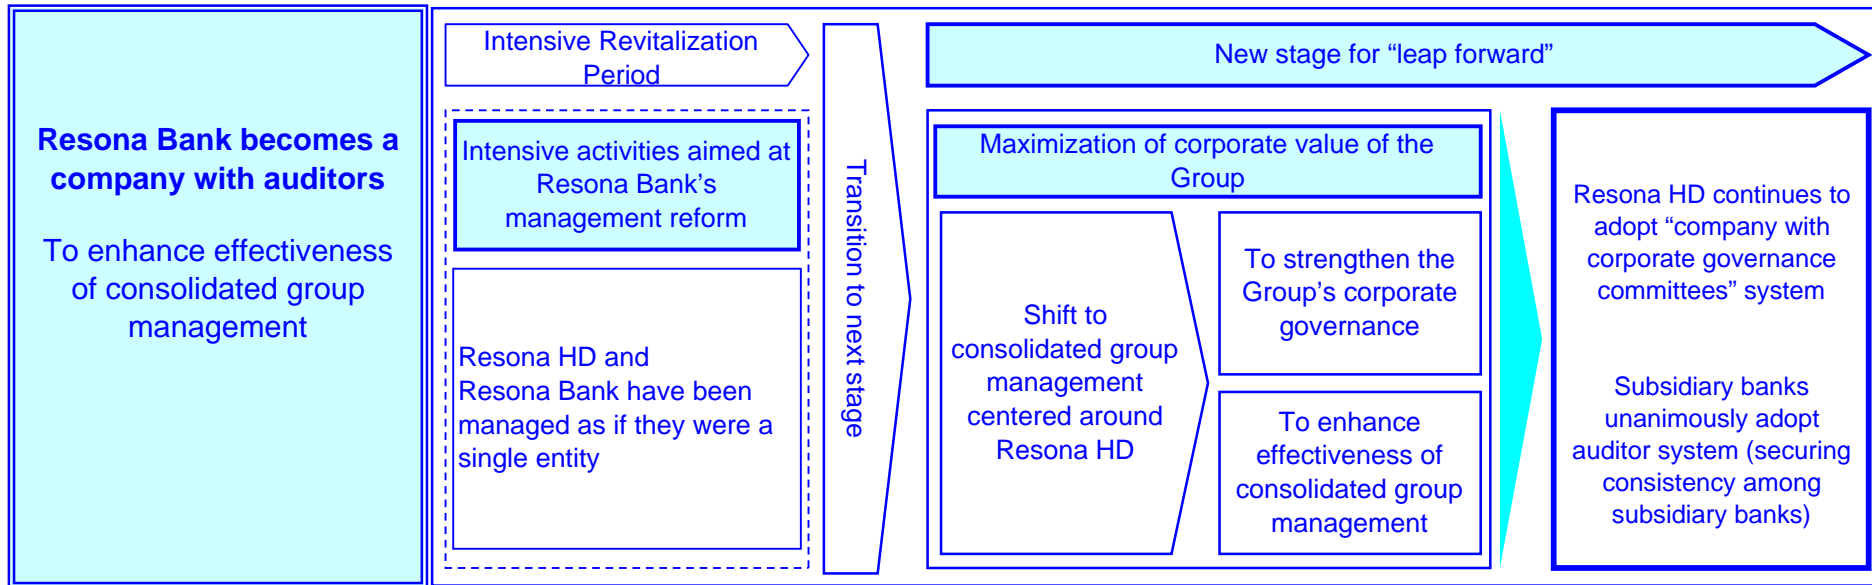 Resona Bank becomes a
company with auditors
To enhance effectiveness
of consolidated group
management
Intensive Revitalization
Period
Intensive activities aimed at
Resona Bank’s
management reform
Resona HD and
Resona Bank have been
managed as if they were a
single entity
Transition to next stage
New stage for “leap forward”
Maximization of corporate value of the
Group
Shift to
consolidated group
management
centered around
Resona HD
To strengthen the
Group’s corporate
governance
To enhance
effectiveness of
consolidated group
management
Resona HD continues to
adopt “company with
corporate governance
committees” system
Subsidiary banks
unanimously adopt
auditor system (securing
consistency among
subsidiary banks)